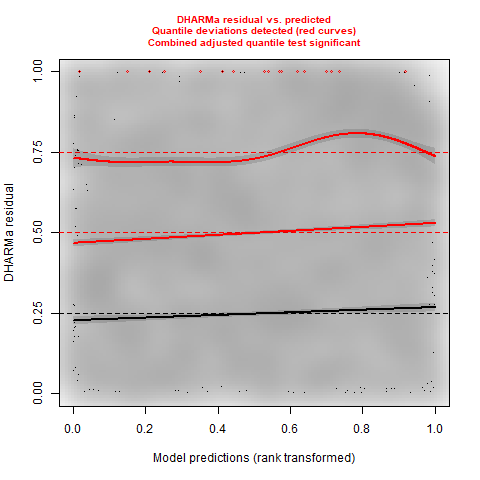 DHARMa residual vs. predicted
Quantile deviations detected (red curves)
Combined adjusted quantile test significant
1.00
0.75
0.50
0.25
0.00
DHARMa residual
0.0 0.2 0.4 0.6 0.8 1.0
Model predictions (rank transformed)